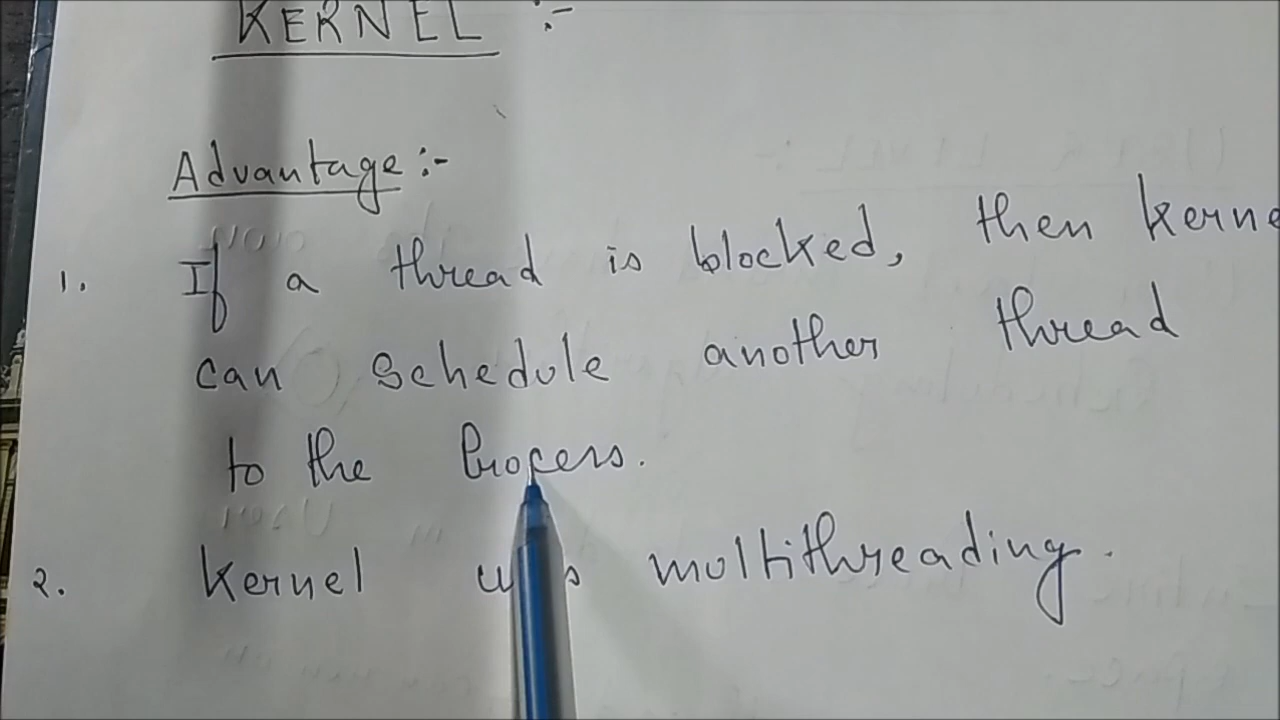 KERNEL :-
Advantage :-
1. If a thread is blocked, then kerne
can schedule another thread
to the Process.
2. Kernel multithreading.